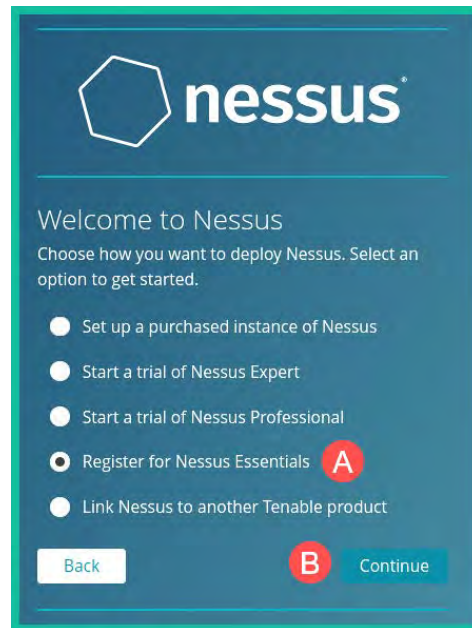 nessus®
Welcome to Nessus
Choose how you want to deploy Nessus. Select an
option to get started.
Set up a purchased instance of Nessus
Start a trial of Nessus Expert
Start a trial of Nessus Professional
Register for Nessus Essentials A
Link Nessus to another Tenable product
Back B Continue